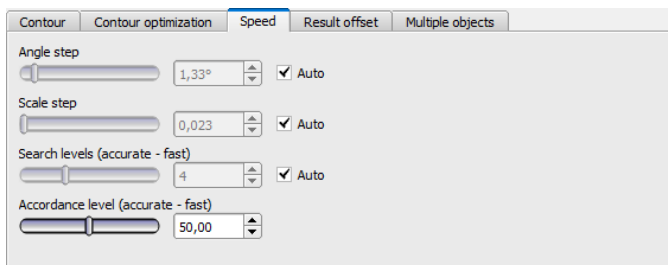 Contour Contour optimization Speed Result offset Multiple objects
Angle step
1,33° Auto
Scale step
0,023 Auto
Search levels (accurate - fast)
4 Auto
Accordance level (accurate - fast)
50,00